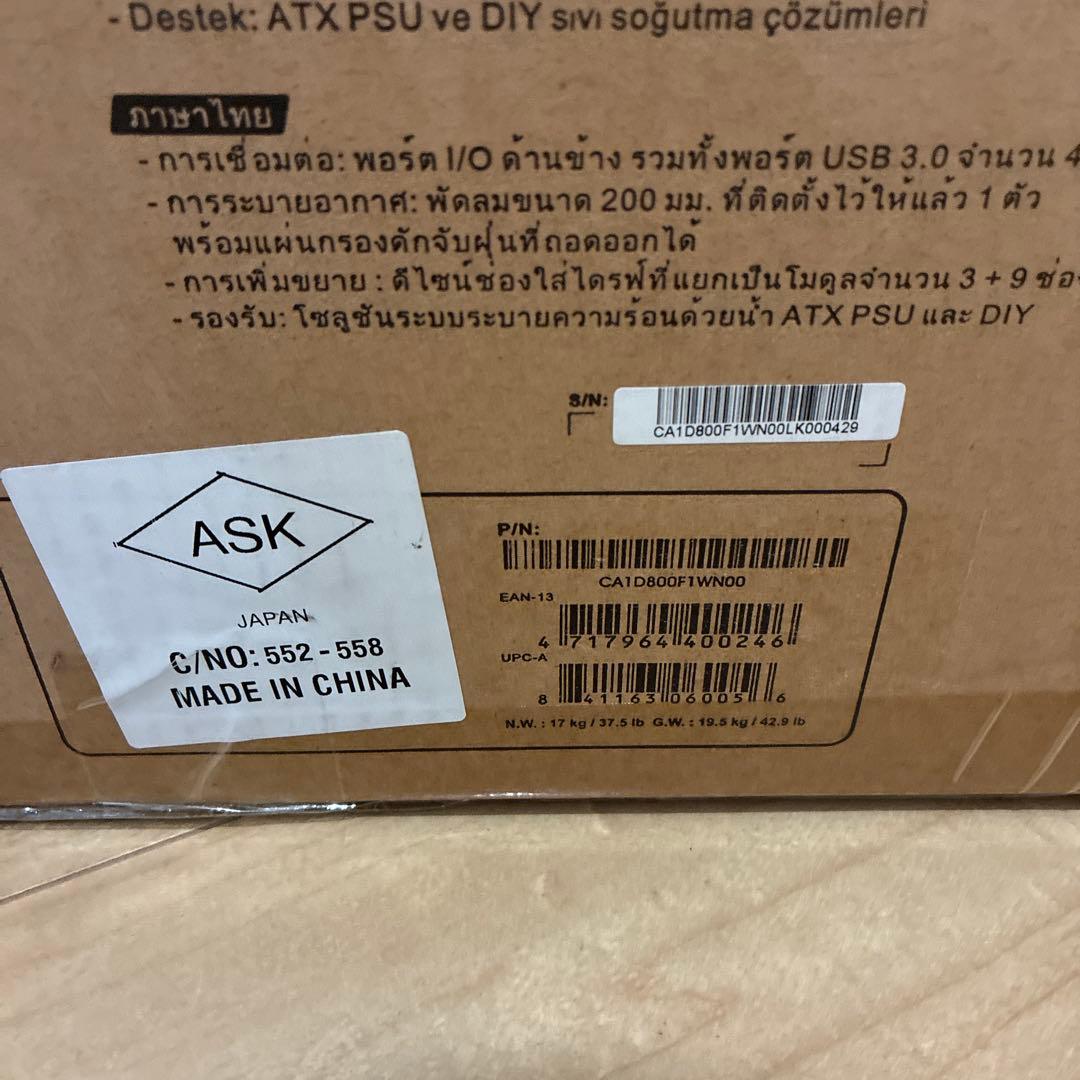 - Destek: ATX PSU ve DIY sıvı soğutma çözümleri
ภาษาไทย
- การเชื่อมต่อ: พอร์ต I/O ด้านข้าง รวมทั้งพอร์ต USB 3.0 จำนวน 4
- การระบายอากาศ: พัดลมขนาด 200 มม. ที่ติดตั้งไว้ให้แล้ว 1 ตัว
พร้อมแผ่นกรองดักจับฝุ่นที่ถอดออกได้
- การเพิ่มขยาย : ดีไซน์ช่องใส่ไดรฟ์ที่แยกเป็นโมดูลจำนวน 3 + 9 ช่อง
- รองรับ: โซลูชันระบบระบายความร้อนด้วยน้ำ ATX PSU และ DIY
S/N:
CA1D800F1WN00LK000429
ASK
JAPAN
C/NO: 552 - 558
MADE IN CHINA
P/N:
CA1D800F1WN00
EAN-13
4 717964 400246
UPC-A
8 41163 06005 6
N.W. : 17 kg / 37.5 lb G.W. : 19.5 kg / 42.9 lb